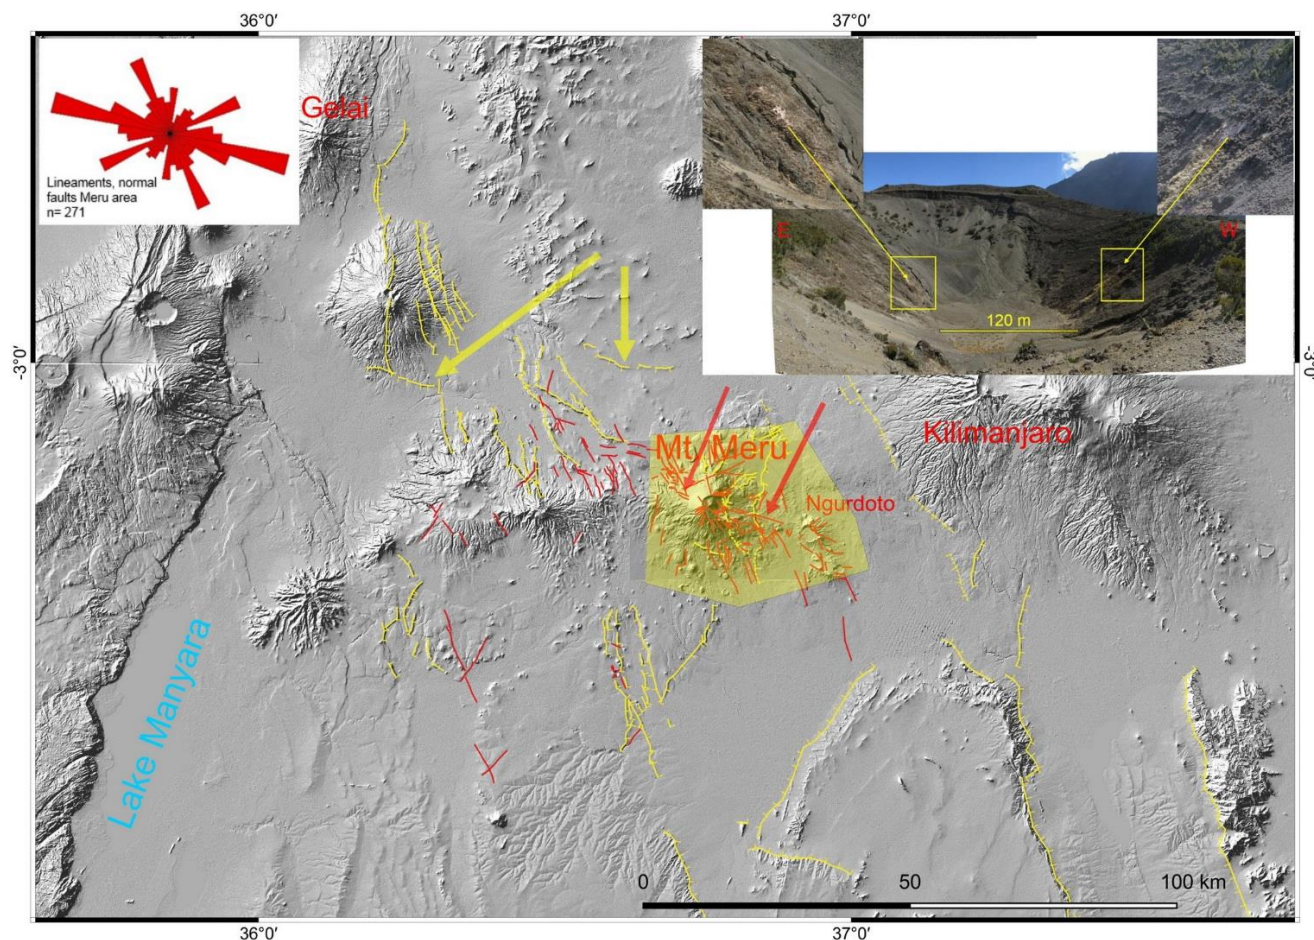 36°0'
37°0'
Gelai
Lineaments, normal
faults Meru area
n= 271
E
W
120 m
-3°0'
-3°0'
Mt. Meru
Kilimanjaro
Ngurdoto
Lake Manyara
0
50
100 km
36°0'
37°0'